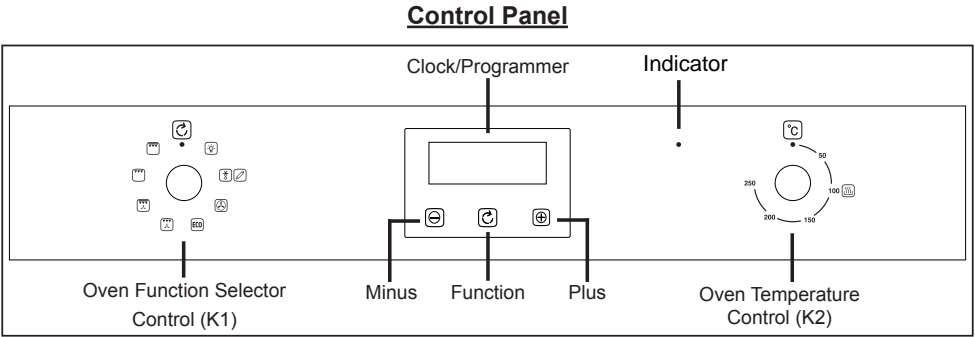 Control Panel
Clock/Programmer
Indicator
°C
50
100
150
200
250
ECO
Minus
Function
Plus
Oven Function Selector
Control (K1)
Oven Temperature
Control (K2)